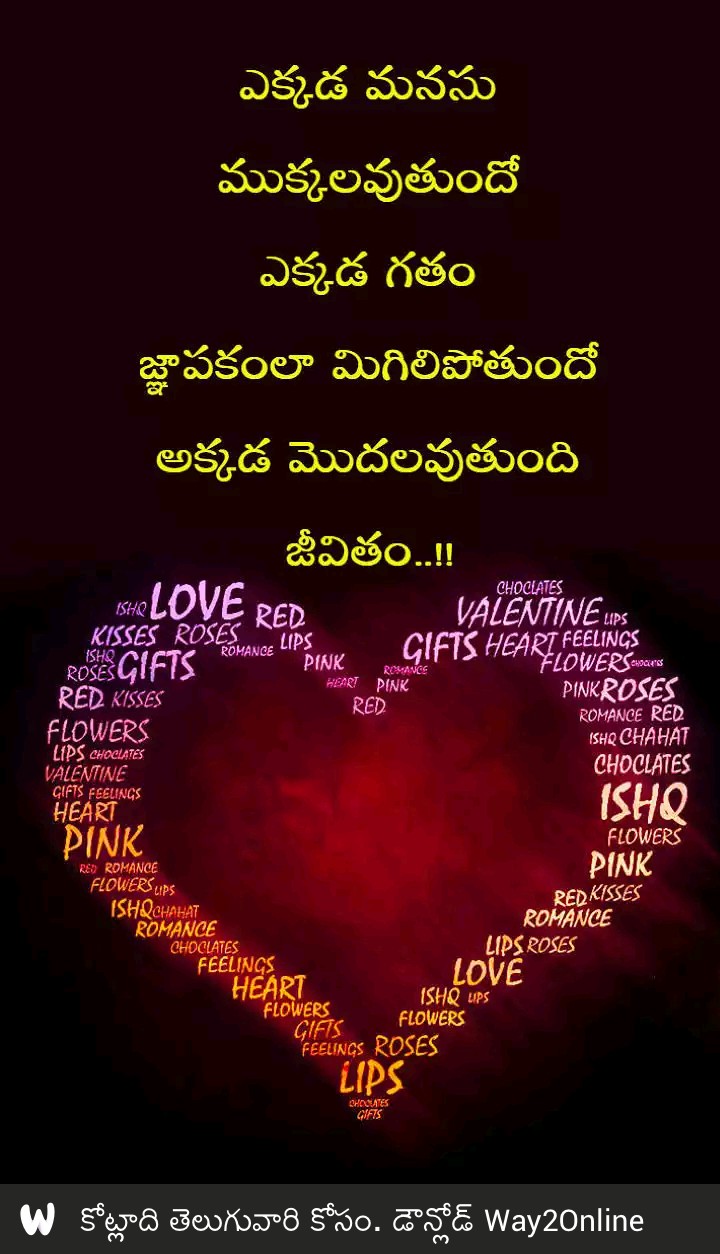 ఎక్కడ మనసు
ముక్కలవుతుందో
ఎక్కడ గతం
జ్ఞాపకంలా మిగిలిపోతుందో
అక్కడ మొదలవుతుంది
జీవితం..!!
ISHQ LOVE RED
CHOCLATES
VALENTINE LIPS
KISSES ROSES ROMANCE LIPS
GIFTS HEART FEELINGS
ISHQ
ROSES GIFTS PINK
ROMANCE FLOWERS CHOCLATES
HEART PINK
RED KISSES RED
PINK ROSES
ROMANCE RED
FLOWERS
ISHQ CHAHAT
LIPS CHOCLATES
CHOCLATES
VALENTINE
GIFTS FEELINGS
ISHQ
HEART
FLOWERS
PINK
PINK
RED ROMANCE
FLOWERS LIPS
RED KISSES
ISHQ CHAHAT
ROMANCE
ROMANCE
CHOCLATES
LIPS ROSES
FEELINGS
LOVE
HEART
ISHQ LIPS
FLOWERS
FLOWERS
GIFTS
FEELINGS ROSES
LIPS
CHOCLATES
GIFTS
W కోట్లాది తెలుగువారి కోసం. డౌన్లోడ్ Way2Online